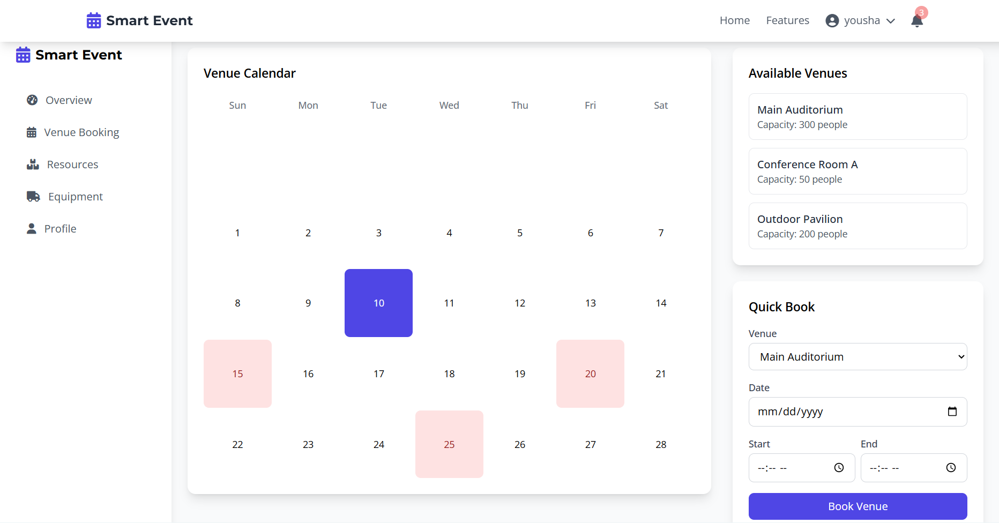 Smart Event
Home
Features
yousha
3
Smart Event
Overview
Venue Booking
Resources
Equipment
Profile
Venue Calendar
Sun Mon Tue Wed Thu Fri Sat
1 2 3 4 5 6 7
8 9 10 11 12 13 14
15 16 17 18 19 20 21
22 23 24 25 26 27 28
Available Venues
Main Auditorium
Capacity: 300 people
Conference Room A
Capacity: 50 people
Outdoor Pavilion
Capacity: 200 people
Quick Book
Venue
Main Auditorium
Date
mm/dd/yyyy
Start End
--:-- -- --:-- --
Book Venue